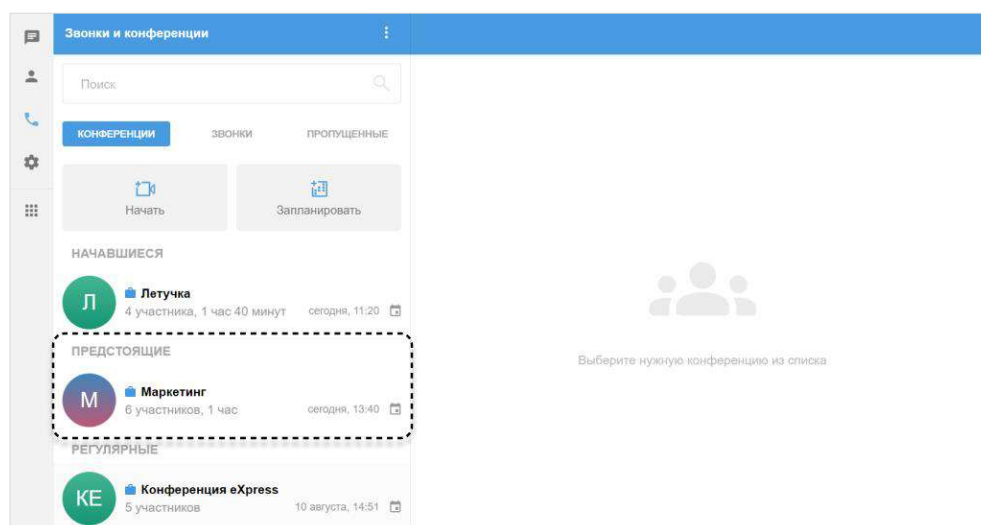 Звонки и конференции
Поиск
КОНФЕРЕНЦИИ ЗВОНКИ ПРОПУЩЕННЫЕ
Начать Запланировать
НАЧАВШИЕСЯ
Л
Летучка
4 участника, 1 час 40 минут сегодня, 11:20
ПРЕДСТОЯЩИЕ
М
Маркетинг
6 участников, 1 час сегодня, 13:40
РЕГУЛЯРНЫЕ
КЕ
Конференция eXpress
5 участников 10 августа, 14:51
Выберите нужную конференцию из списка